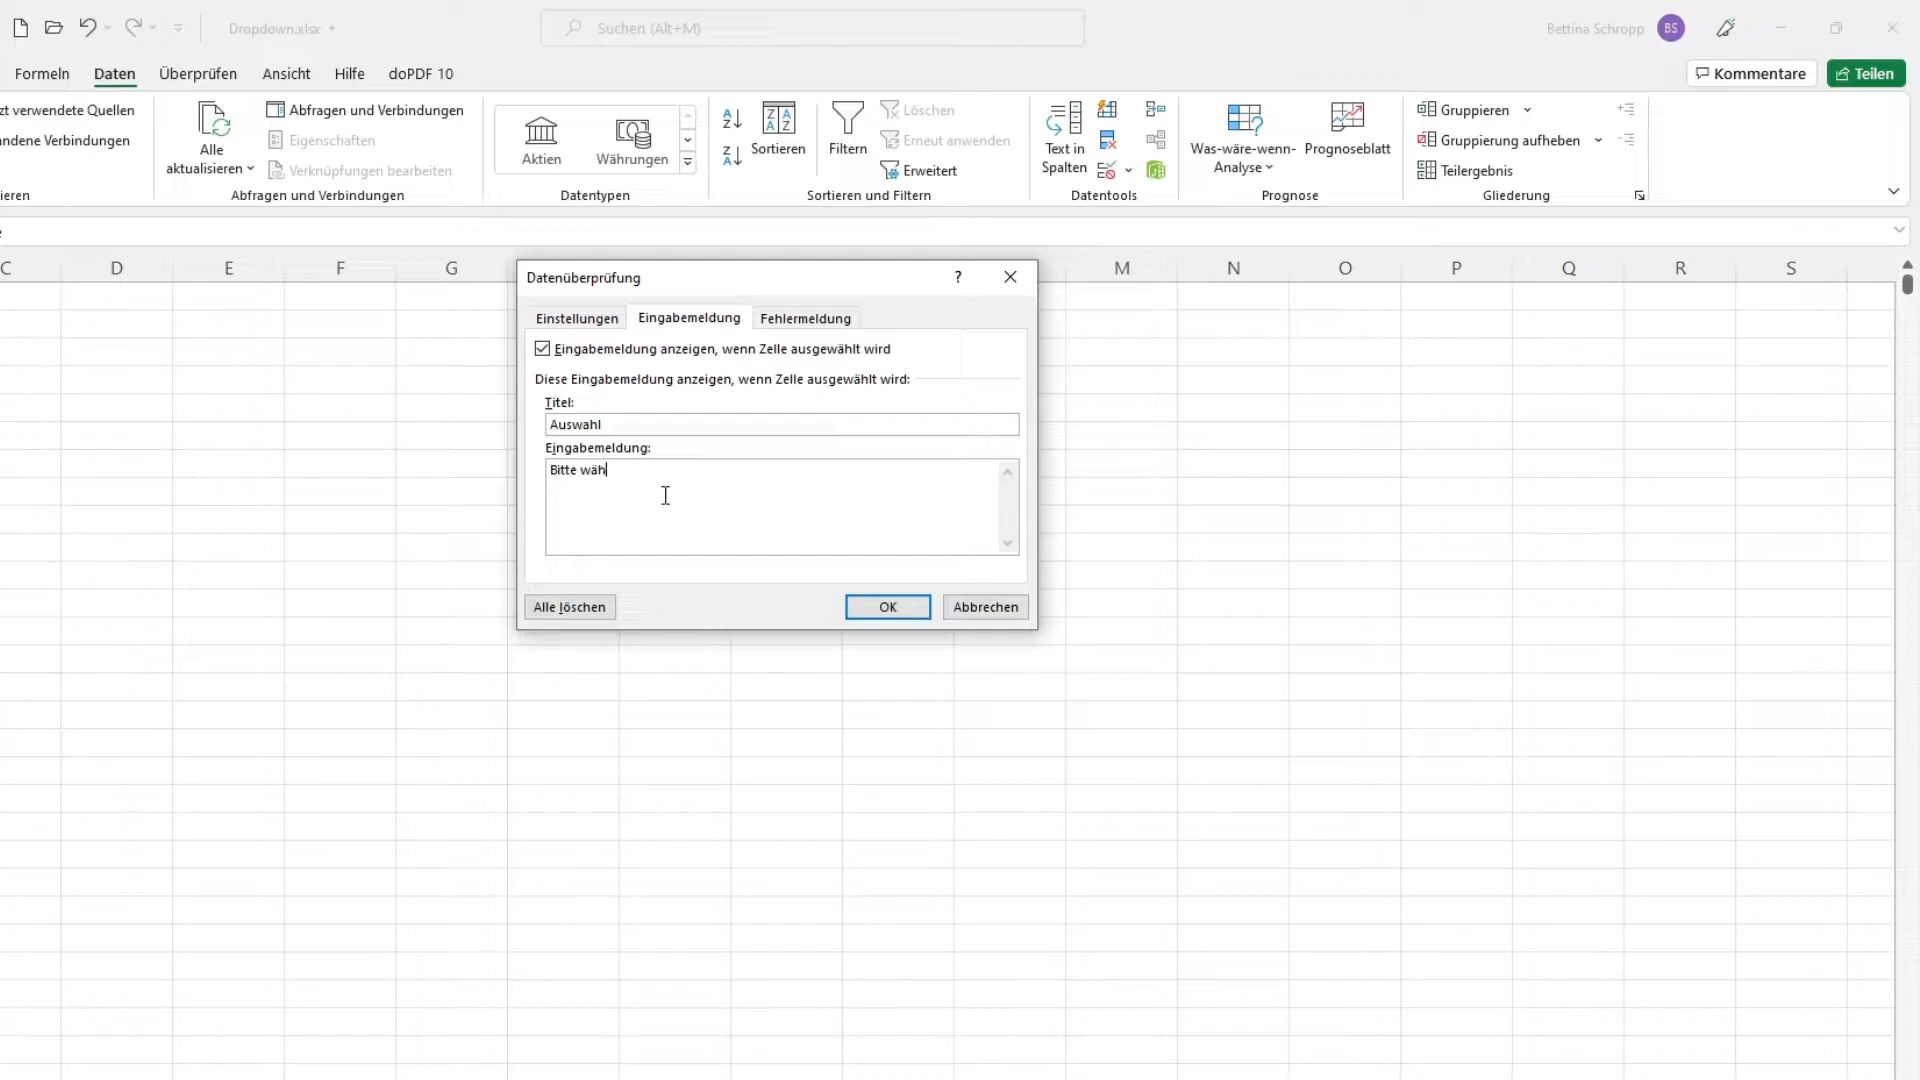 Dropdown.xlsx
Suchen (Alt+M)
Bettina Schropp
BS
Formeln
Daten
Überprüfen
Ansicht
Hilfe
doPDF 10
Kommentare
Teilen
zt verwendete Quellen
ndene Verbindungen
ieren
Alle
aktualisieren
Abfragen und Verbindungen
Eigenschaften
Verknüpfungen bearbeiten
Abfragen und Verbindungen
Aktien
Währungen
Datentypen
Sortieren
Filtern
Löschen
Erneut anwenden
Erweitert
Sortieren und Filtern
Text in
Spalten
Datentools
Was-wäre-wenn-
Analyse
Prognoseblatt
Prognose
Gruppieren
Gruppierung aufheben
Teilergebnis
Gliederung
e
C D E F G M N O P Q R S
Datenüberprüfung
?
Einstellungen
Eingabemeldung
Fehlermeldung
Eingabemeldung anzeigen, wenn Zelle ausgewählt wird
Diese Eingabemeldung anzeigen, wenn Zelle ausgewählt wird:
Titel:
Auswahl
Eingabemeldung:
Bitte wäh
Alle löschen
OK
Abbrechen